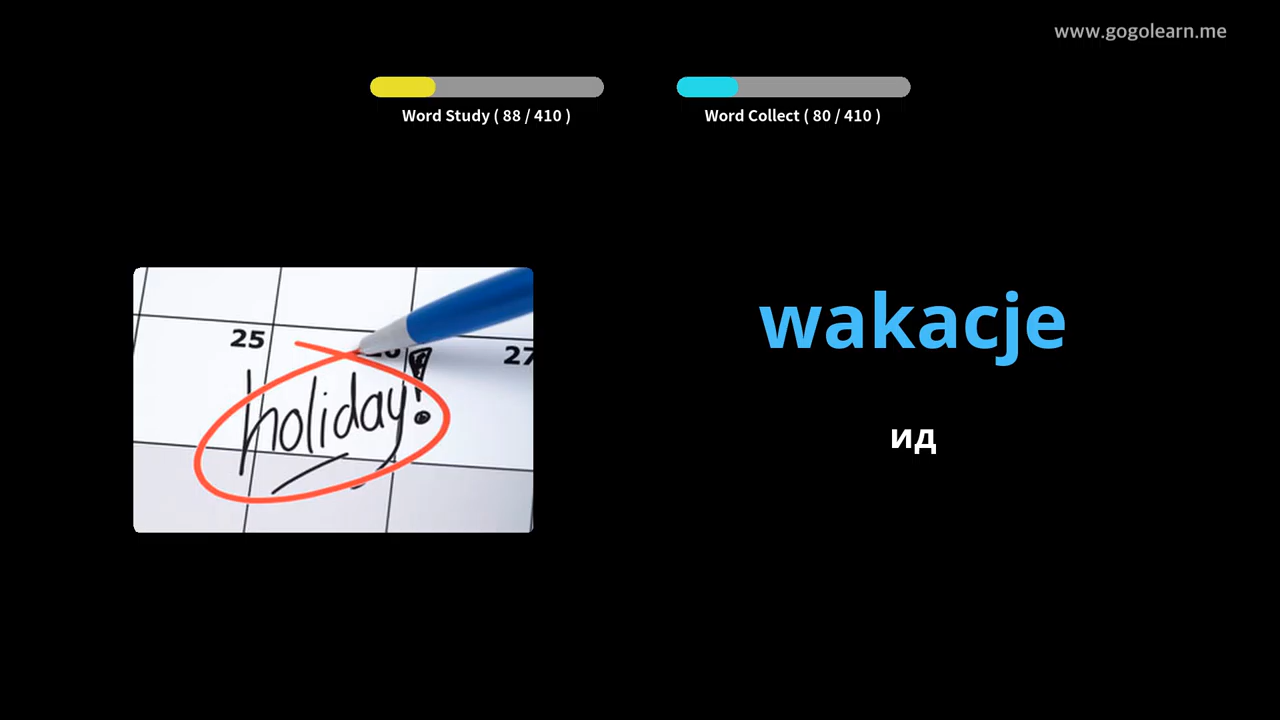 www.gogolearn.me
Word Study ( 88 / 410 )
Word Collect ( 80 / 410 )
25
27
holiday!
wakacje
ид